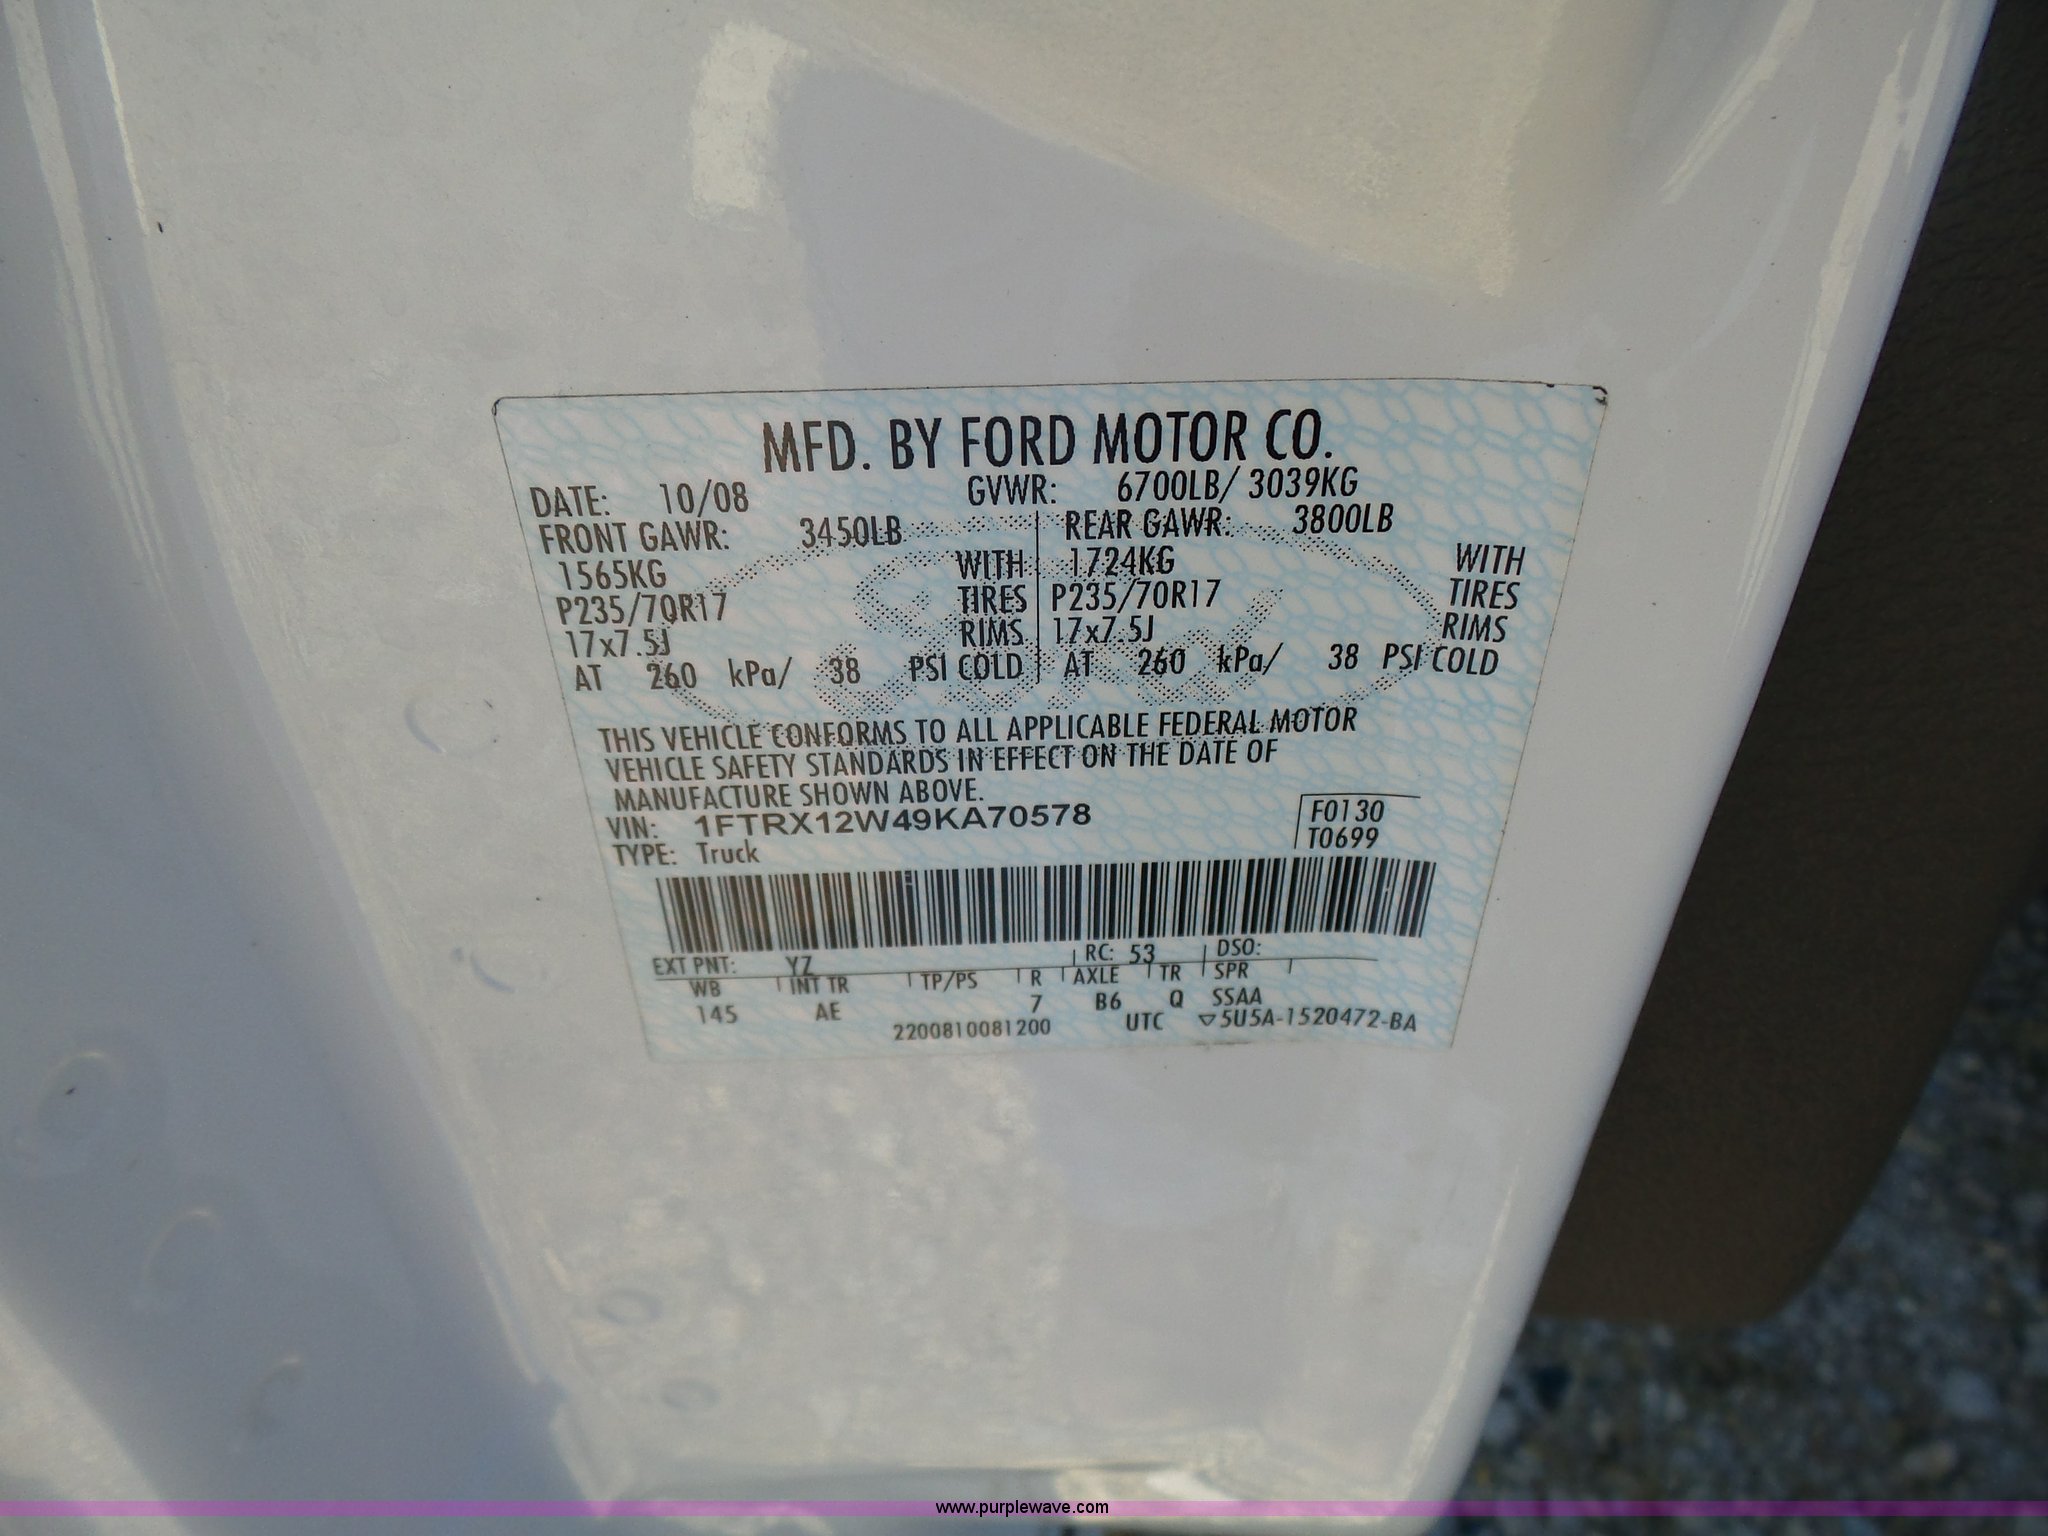 MFD. BY FORD MOTOR CO.
DATE: 10/08 GVWR: 6700LB/ 3039KG
FRONT GAWR: 3450LB REAR GAWR: 3800LB
1565KG WITH 1724KG WITH
P235/70R17 TIRES P235/70R17 TIRES
17x7.5J RIMS 17x7.5J RIMS
AT 260 kPa/ 38 PSI COLD AT 260 kPa/ 38 PSI COLD
THIS VEHICLE CONFORMS TO ALL APPLICABLE FEDERAL MOTOR
VEHICLE SAFETY STANDARDS IN EFFECT ON THE DATE OF
MANUFACTURE SHOWN ABOVE.
VIN: 1FTRX12W49KA70578 F0130
TYPE: Truck T0699
EXT PNT: YZ RC: 53 DSO:
WB INT TR TP/PS R AXLE TR SPR
145 AE 7 B6 Q SSAA
2200810081200 UTC ▽5U5A-1520472-BA
www.purplewave.com